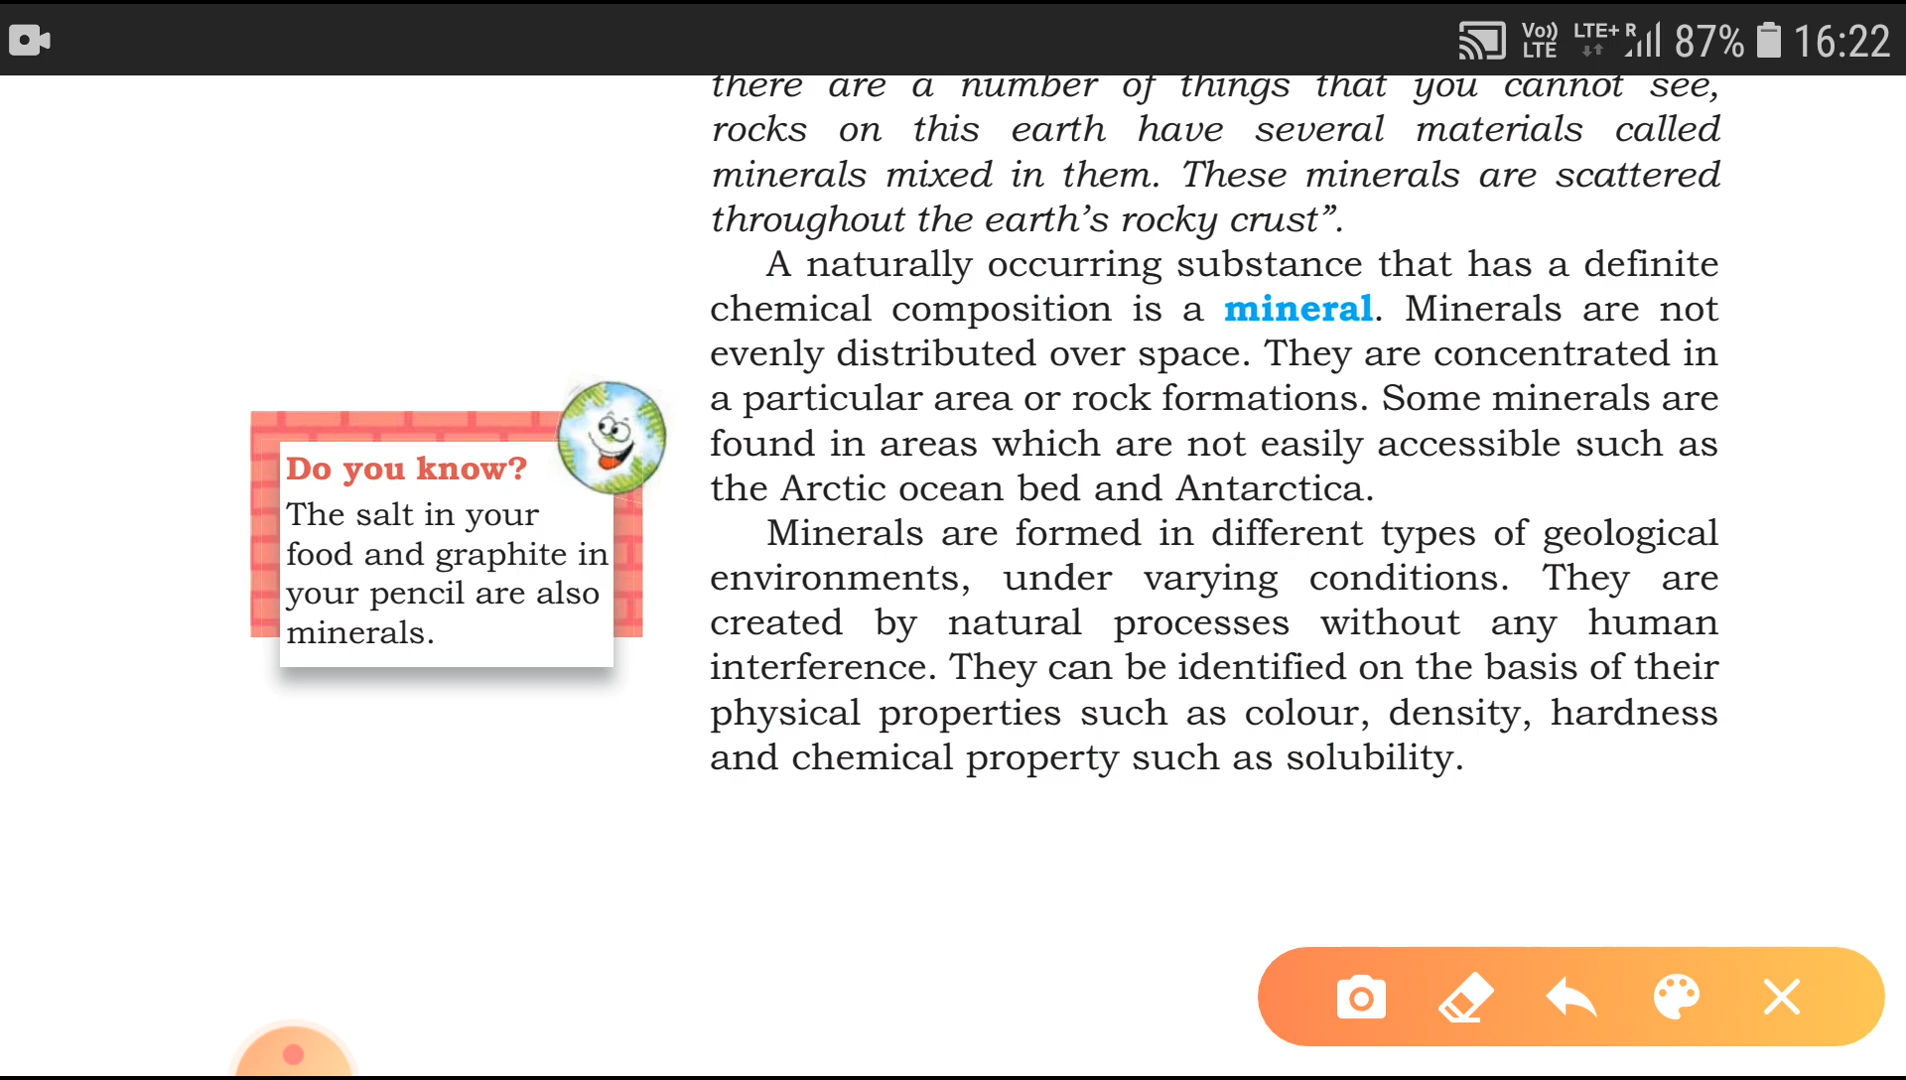 Vo)) LTE LTE+ R 87% 16:22
there are a number of things that you cannot see,
rocks on this earth have several materials called
minerals mixed in them. These minerals are scattered
throughout the earth's rocky crust”.
A naturally occurring substance that has a definite
chemical composition is a mineral. Minerals are not
evenly distributed over space. They are concentrated in
a particular area or rock formations. Some minerals are
found in areas which are not easily accessible such as
the Arctic ocean bed and Antarctica.
Minerals are formed in different types of geological
environments, under varying conditions. They are
created by natural processes without any human
interference. They can be identified on the basis of their
physical properties such as colour, density, hardness
and chemical property such as solubility.
Do you know?
The salt in your
food and graphite in
your pencil are also
minerals.